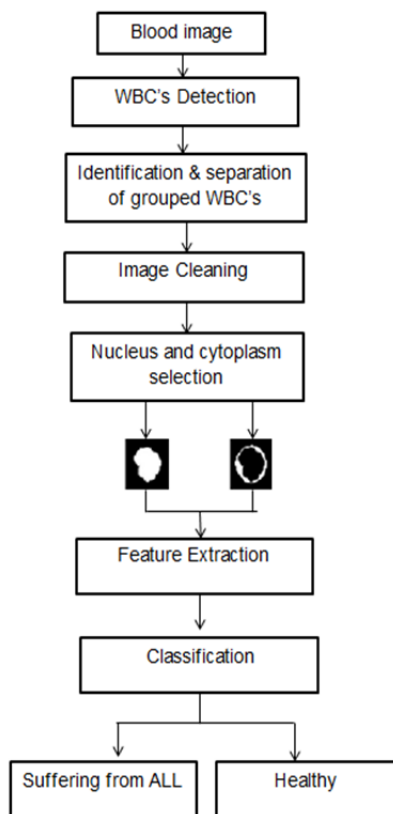 Blood image
WBC's Detection
Identification & separation
of grouped WBC's
Image Cleaning
Nucleus and cytoplasm
selection
Feature Extraction
Classification
Suffering from ALL
Healthy